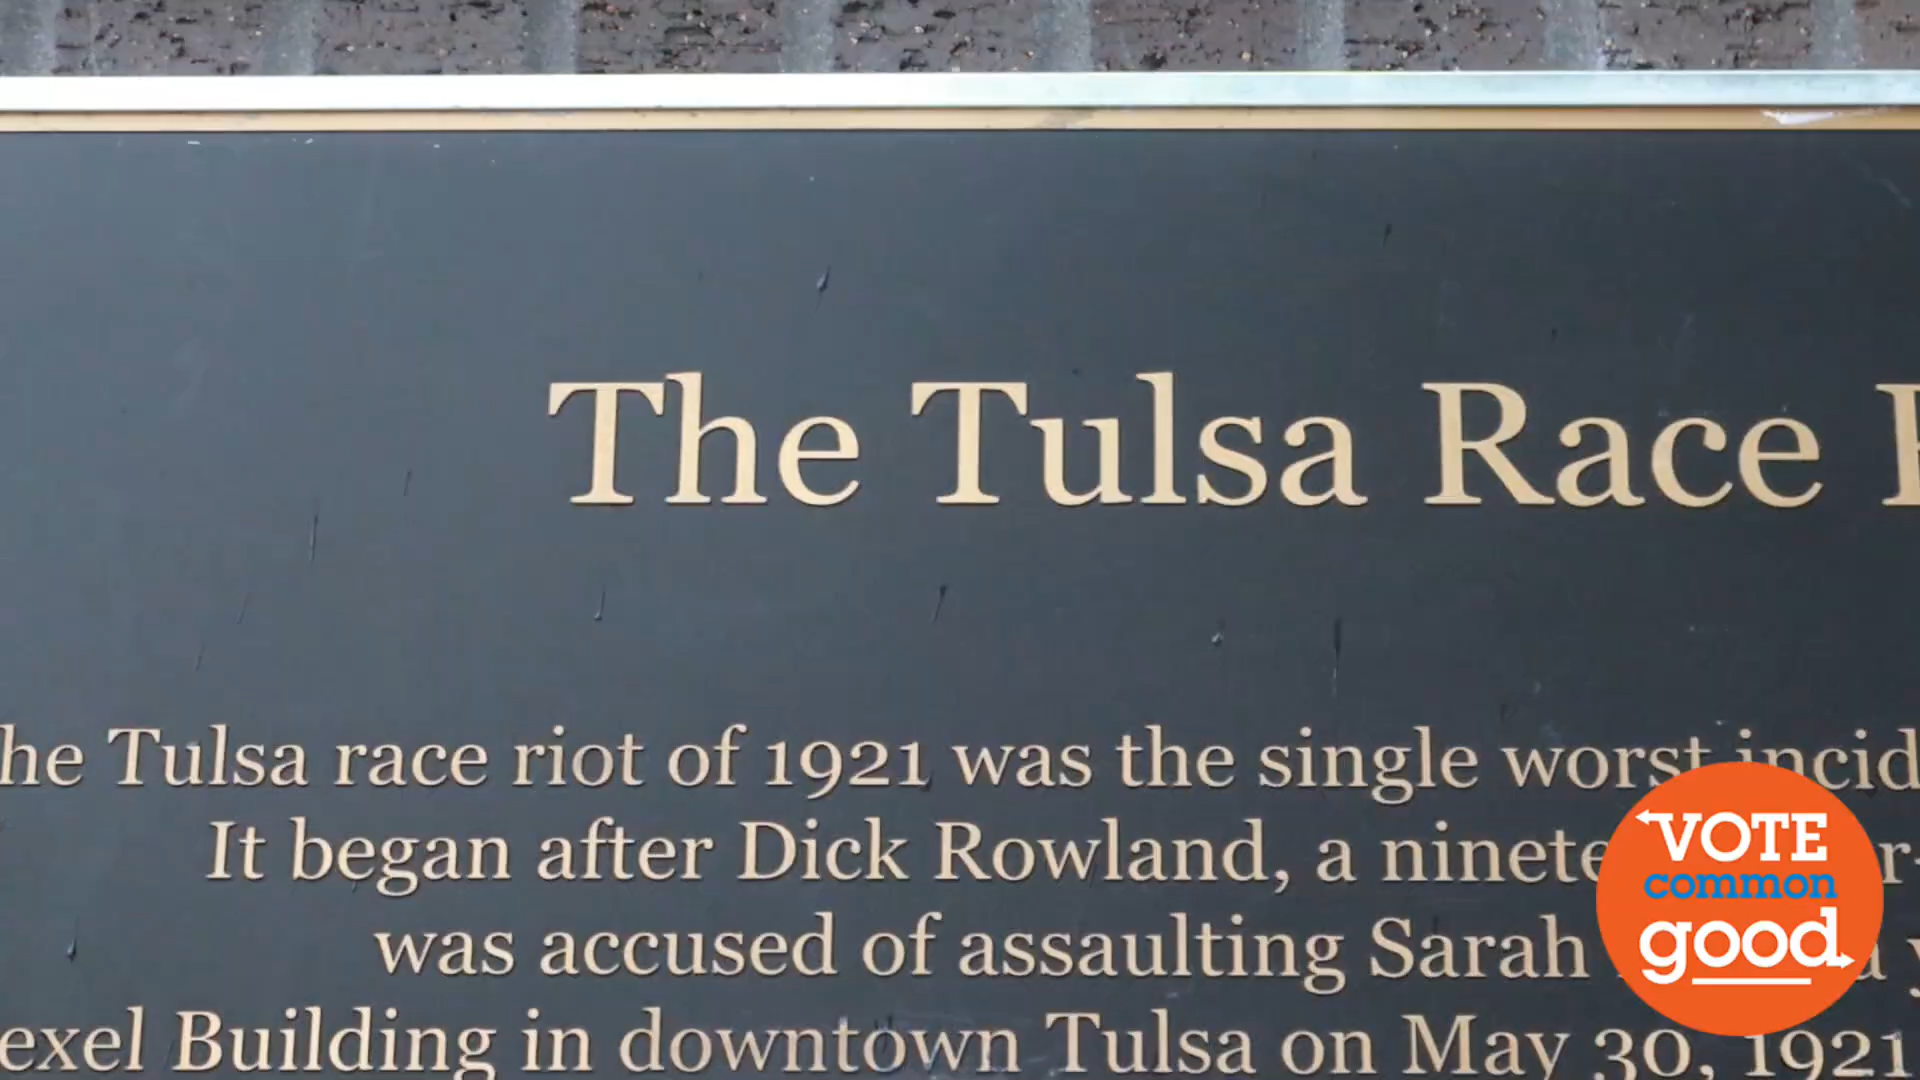 The Tulsa Race
he Tulsa race riot of 1921 was the single worst incid
It began after Dick Rowland, a ninete
was accused of assaulting Sarah
exel Building in downtown Tulsa on May 30, 1921
VOTE
common
good